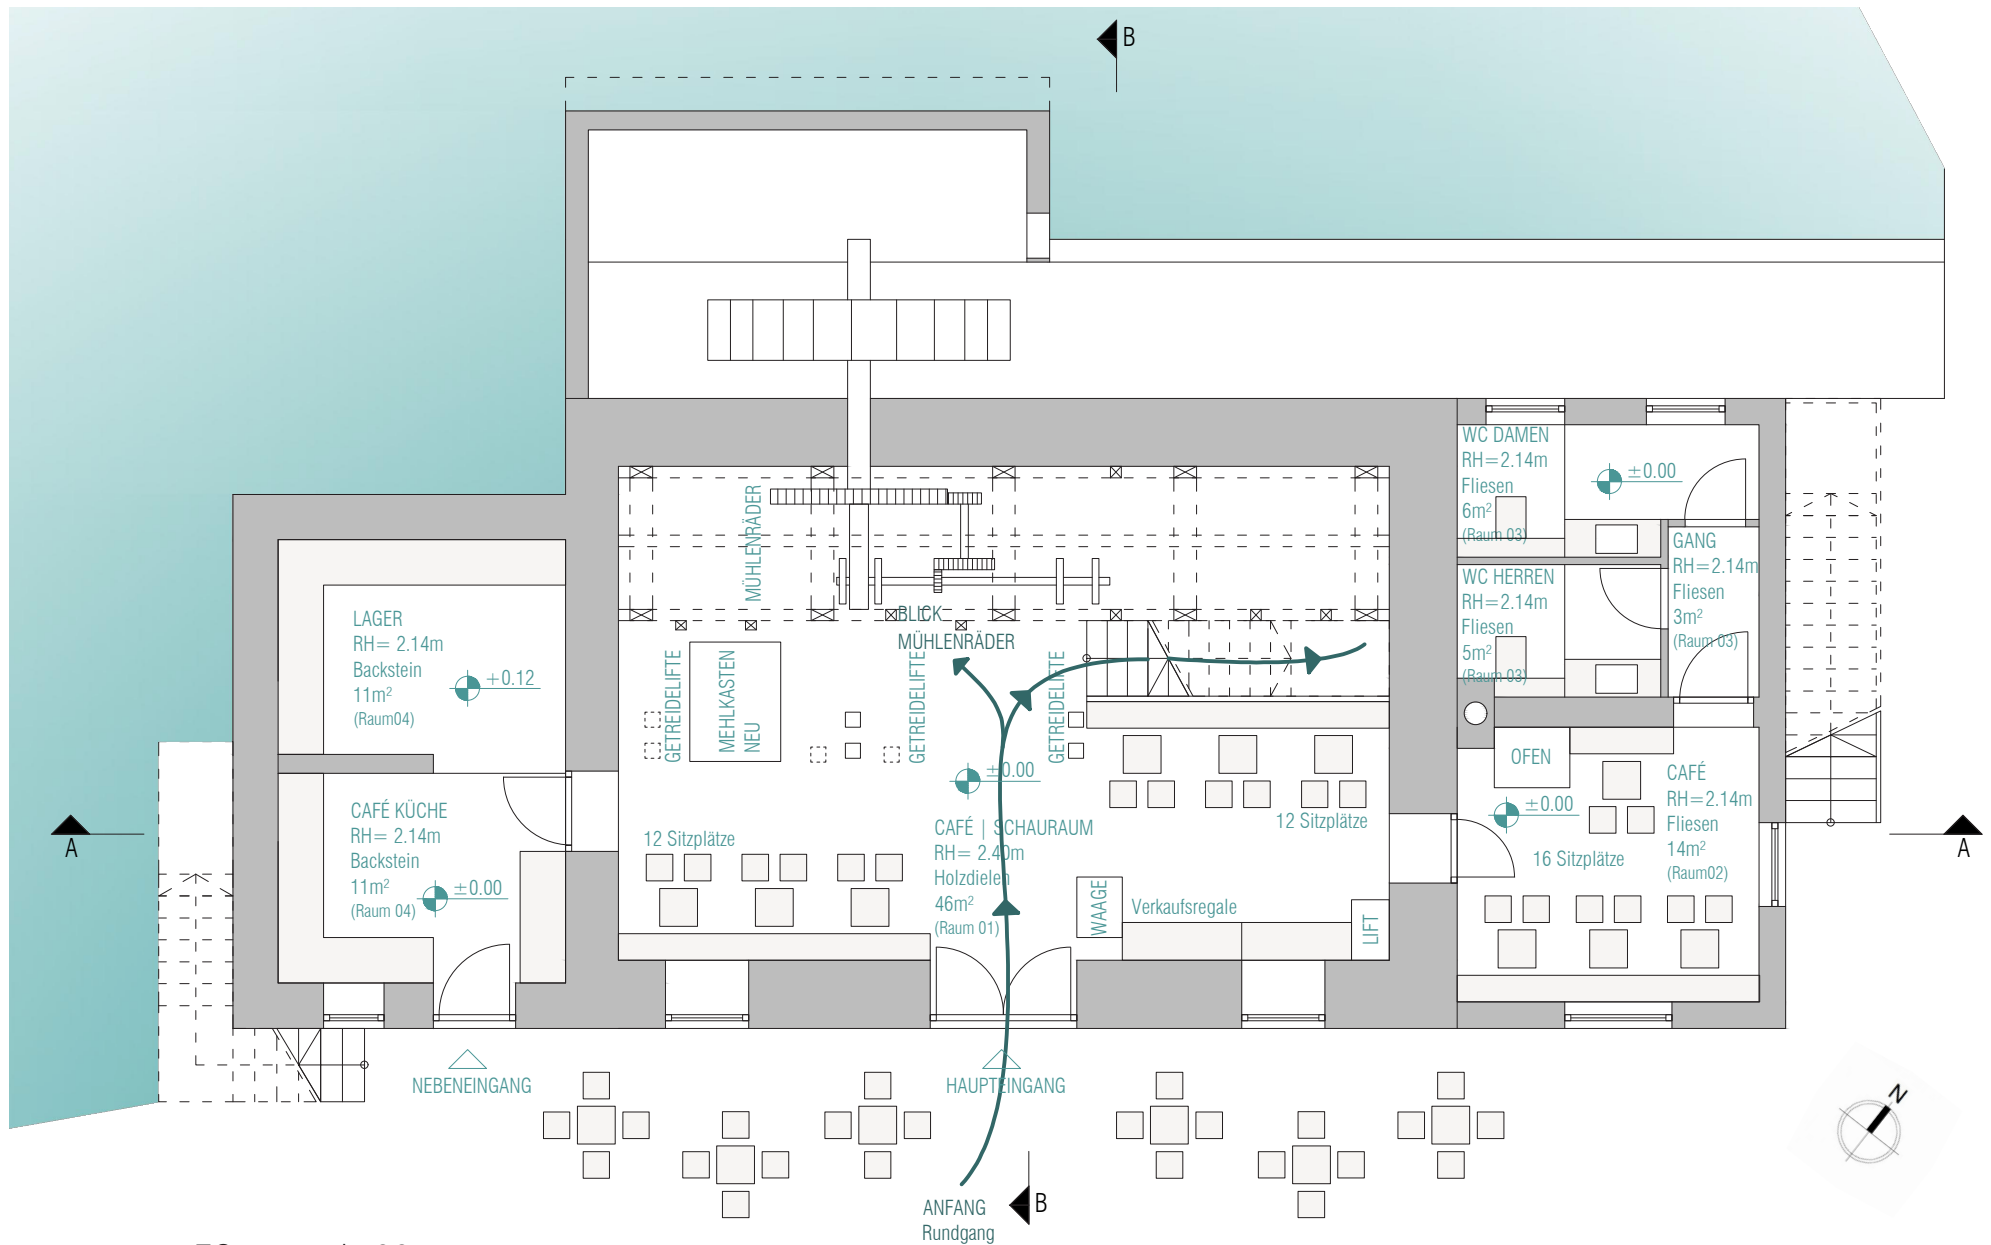 B
WC DAMEN
RH=2.14m
Fliesen
6m²
(Raum 03)
±0.00
GANG
RH=2.14m
Fliesen
3m²
(Raum 03)
WC HERREN
RH=2.14m
Fliesen
5m²
(Raum 03)
MÜHLENRÄDER
BLICK
MÜHLENRÄDER
LAGER
RH= 2.14m
Backstein
11m²
(Raum04)
+0.12
GETREIDELIFTE
MEHLKASTEN
NEU
GETREIDELIFTE
GETREIDELIFTE
±0.00
OFEN
CAFÉ
RH=2.14m
Fliesen
14m²
(Raum02)
±0.00
16 Sitzplätze
CAFÉ KÜCHE
RH= 2.14m
Backstein
11m²
(Raum 04)
±0.00
12 Sitzplätze
CAFÉ | SCHAURAUM
RH= 2.40m
Holzdielen
46m²
(Raum 01)
12 Sitzplätze
WAAGE
Verkaufsregale
LIFT
A
A
NEBENEINGANG
HAUPTEINGANG
N
ANFANG
Rundgang
B